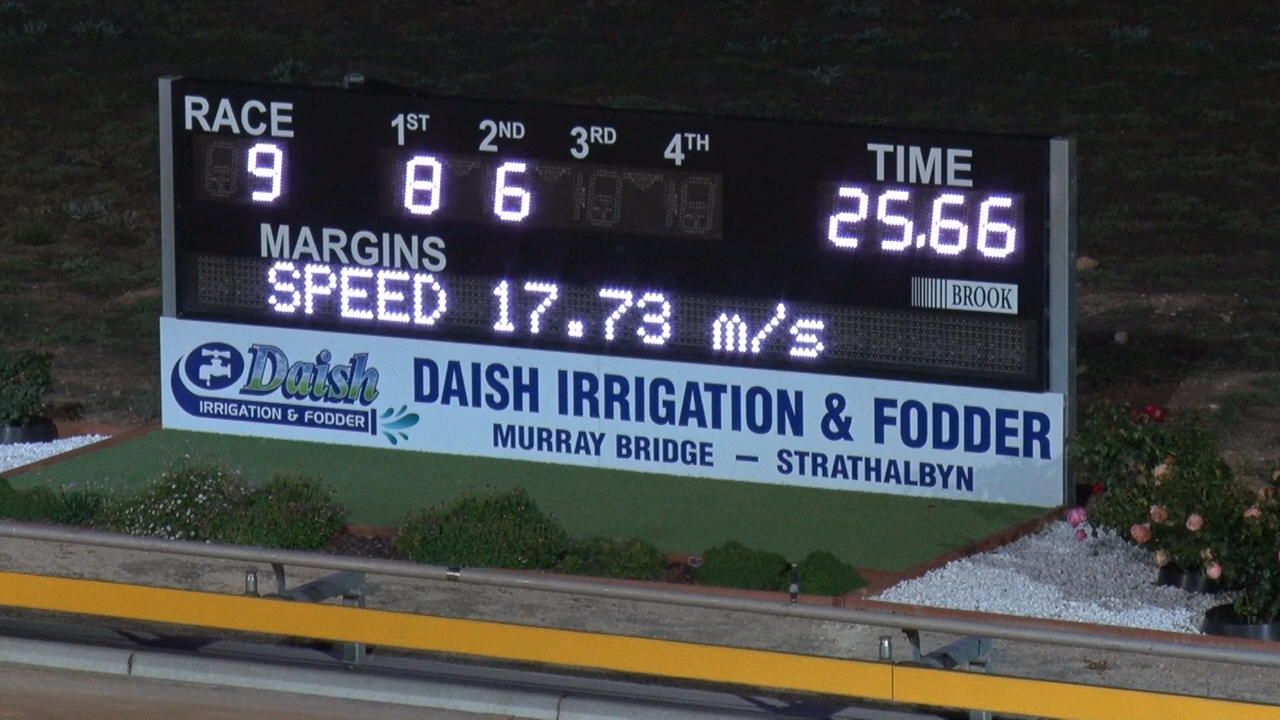 RACE 1ST 2ND 3RD 4TH TIME
9 8 6 25.66
MARGINS
SPEED 17.73 m/s
BROOK
Daish
IRRIGATION & FODDER
DAISH IRRIGATION & FODDER
MURRAY BRIDGE – STRATHALBYN